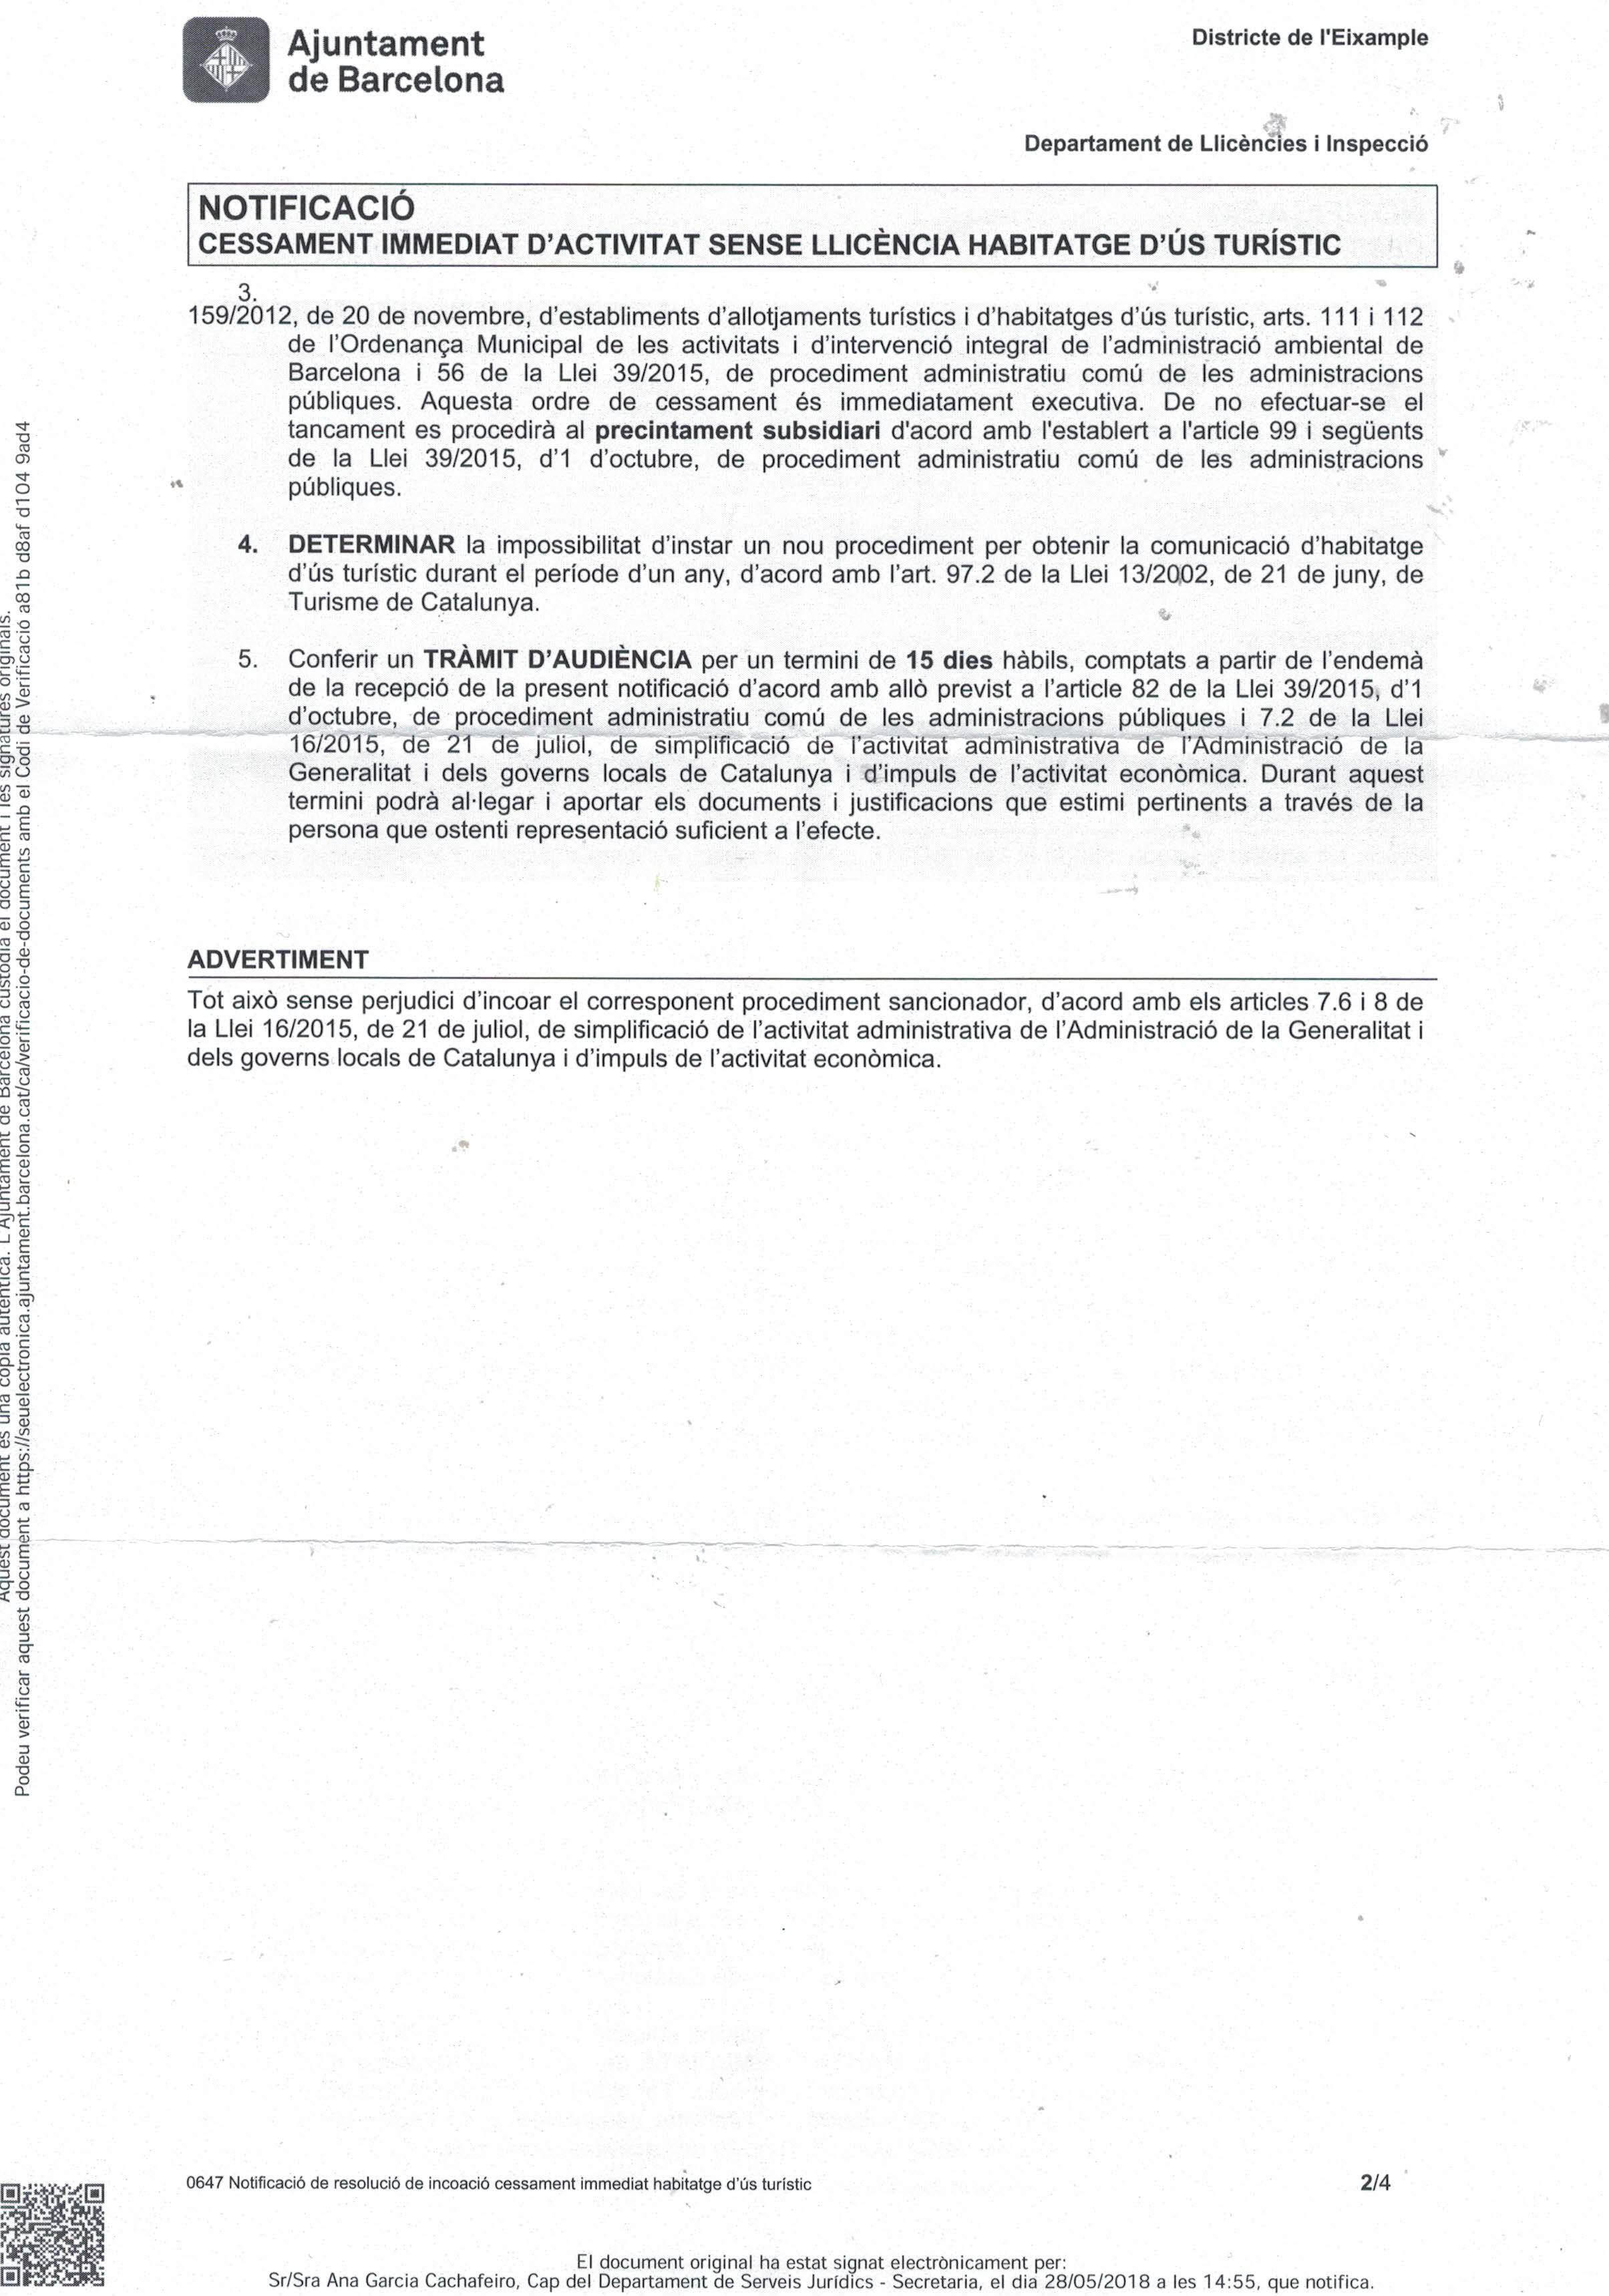 Ajuntament
de Barcelona
Districte de l'Eixample
Departament de Llicències i Inspecció
NOTIFICACIÓ
CESSAMENT IMMEDIAT D’ACTIVITAT SENSE LLICÈNCIA HABITATGE D’ÚS TURÍSTIC
3.
159/2012, de 20 de novembre, d’establiments d’allotjaments turístics i d’habitatges d’ús turístic, arts. 111 i 112
de l’Ordenança Municipal de les activitats i d’intervenció integral de l’administració ambiental de
Barcelona i 56 de la Llei 39/2015, de procediment administratiu comú de les administracions
públiques. Aquesta ordre de cessament és immediatament executiva. De no efectuar-se el
tancament es procedirà al precintament subsidiari d'acord amb l'establert a l'article 99 i següents
de la Llei 39/2015, d’1 d’octubre, de procediment administratiu comú de les administracions
públiques.
4. DETERMINAR la impossibilitat d’instar un nou procediment per obtenir la comunicació d’habitatge
d’ús turístic durant el període d’un any, d’acord amb l’art. 97.2 de la Llei 13/2002, de 21 de juny, de
Turisme de Catalunya.
5. Conferir un TRÀMIT D’AUDIÈNCIA per un termini de 15 dies hàbils, comptats a partir de l’endemà
de la recepció de la present notificació d’acord amb allò previst a l’article 82 de la Llei 39/2015, d’1
d’octubre, de procediment administratiu comú de les administracions públiques i 7.2 de la Llei
16/2015, de 21 de juliol, de simplificació de l’activitat administrativa de l’Administració de la
Generalitat i dels governs locals de Catalunya i d’impuls de l’activitat econòmica. Durant aquest
termini podrà al·legar i aportar els documents i justificacions que estimi pertinents a través de la
persona que ostenti representació suficient a l’efecte.
ADVERTIMENT
Tot això sense perjudici d’incoar el corresponent procediment sancionador, d’acord amb els articles 7.6 i 8 de
la Llei 16/2015, de 21 de juliol, de simplificació de l’activitat administrativa de l’Administració de la Generalitat i
dels governs locals de Catalunya i d’impuls de l’activitat econòmica.
0647 Notificació de resolució de incoació cessament immediat habitatge d’ús turístic
2/4
El document original ha estat signat electrònicament per:
Sr/Sra Ana Garcia Cachafeiro, Cap del Departament de Serveis Jurídics - Secretaria, el dia 28/05/2018 a les 14:55, que notifica.
Aquest document és una còpia autèntica. L'Ajuntament de Barcelona custodia el document i les signatures originals.
Podeu verificar aquest document a https://seuelectronica.ajuntament.barcelona.cat/ca/verificacio-de-documents amb el Codi de Verificació a81b d8af d104 9ad4